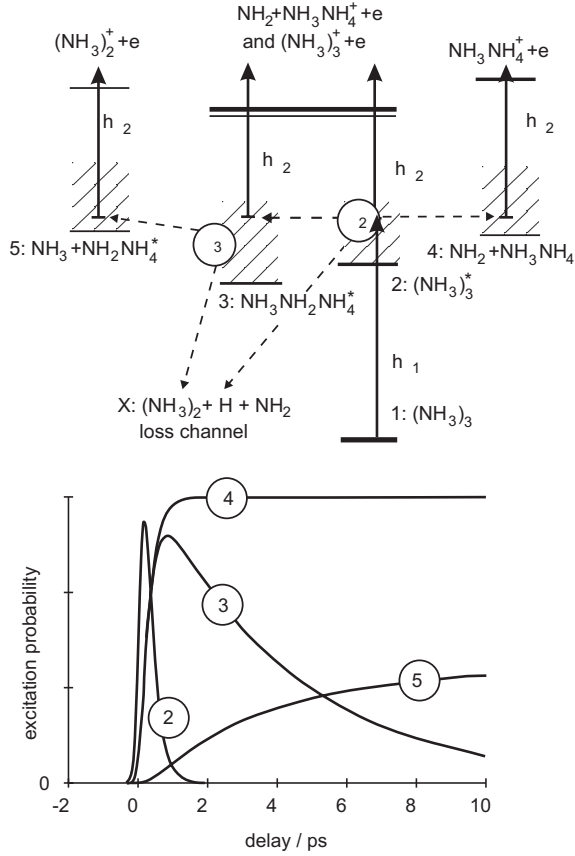 NH₂+NH₃NH₄⁺+e
and (NH₃)₃⁺+e
(NH₃)₂⁺+e
NH₃NH₄⁺+e
h ₂
h ₂
h ₂
h ₂
3
2
5: NH₃+NH₂NH₄*
4: NH₂+NH₃NH₄
3: NH₃NH₂NH₄*
2: (NH₃)₃*
h ₁
X: (NH₃)₂+ H + NH₂
loss channel
1: (NH₃)₃
4
3
5
2
excitation probability
0
-2 0 2 4 6 8 10
delay / ps